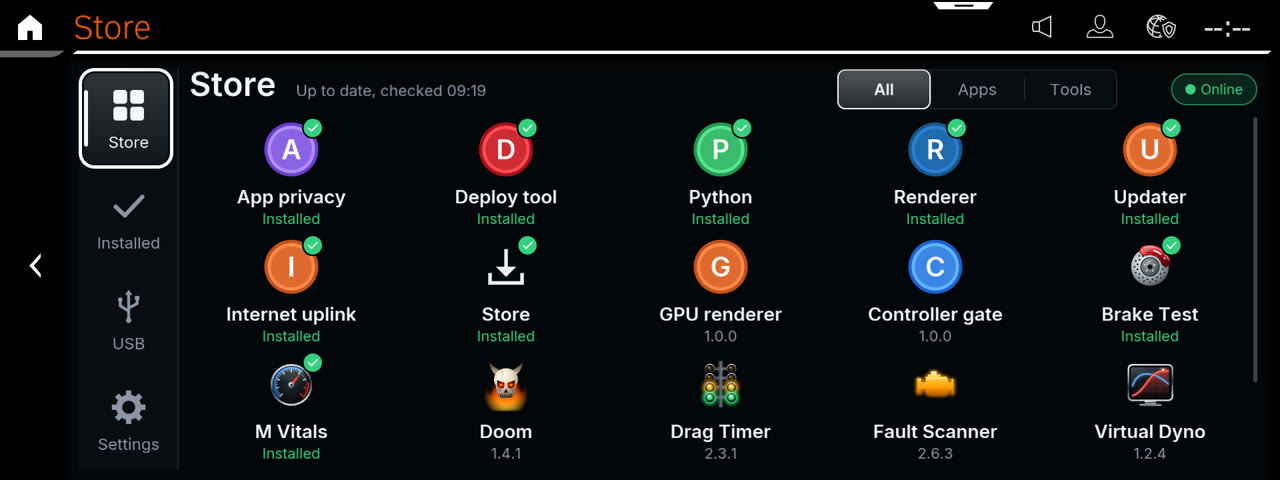 Store
--:--
Store
Up to date, checked 09:19
All
Apps
Tools
Online
Store
Installed
USB
Settings
A
D
P
R
U
App privacy
Deploy tool
Python
Renderer
Updater
Installed
Installed
Installed
Installed
Installed
I
G
C
Internet uplink
Store
GPU renderer
Controller gate
Brake Test
Installed
Installed
1.0.0
1.0.0
Installed
M Vitals
Doom
Drag Timer
Fault Scanner
Virtual Dyno
Installed
1.4.1
2.3.1
2.6.3
1.2.4